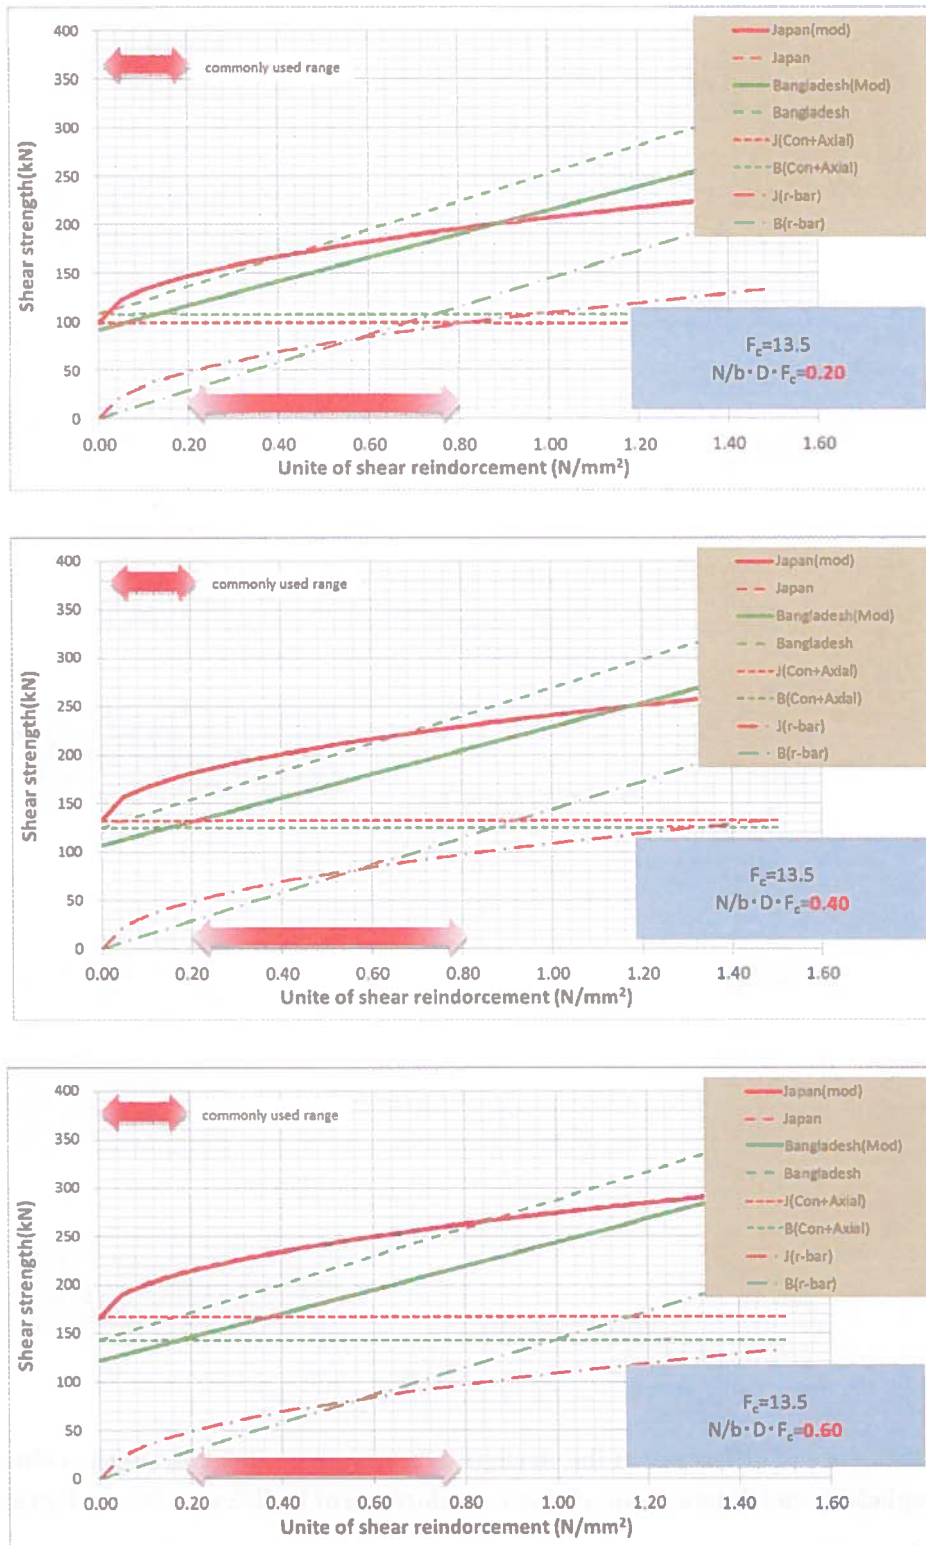 400
350
300
250
200
150
100
50
0
Shear strength(kN)
commonly used range
Japan(mod)
Japan
Bangladesh(Mod)
Bangladesh
J(Con+Axial)
B(Con+Axial)
J(r-bar)
B(r-bar)
F_c=13.5
N/b・D・F_c=0.20
0.00 0.20 0.40 0.60 0.80 1.00 1.20 1.40 1.60
Unite of shear reindorcement (N/mm²)
400
350
300
250
200
150
100
50
0
Shear strength(kN)
commonly used range
Japan(mod)
Japan
Bangladesh(Mod)
Bangladesh
J(Con+Axial)
B(Con+Axial)
J(r-bar)
B(r-bar)
F_c=13.5
N/b・D・F_c=0.40
0.00 0.20 0.40 0.60 0.80 1.00 1.20 1.40 1.60
Unite of shear reindorcement (N/mm²)
400
350
300
250
200
150
100
50
0
Shear strength(kN)
commonly used range
Japan(mod)
Japan
Bangladesh(Mod)
Bangladesh
J(Con+Axial)
B(Con+Axial)
J(r-bar)
B(r-bar)
F_c=13.5
N/b・D・F_c=0.60
0.00 0.20 0.40 0.60 0.80 1.00 1.20 1.40 1.60
Unite of shear reindorcement (N/mm²)